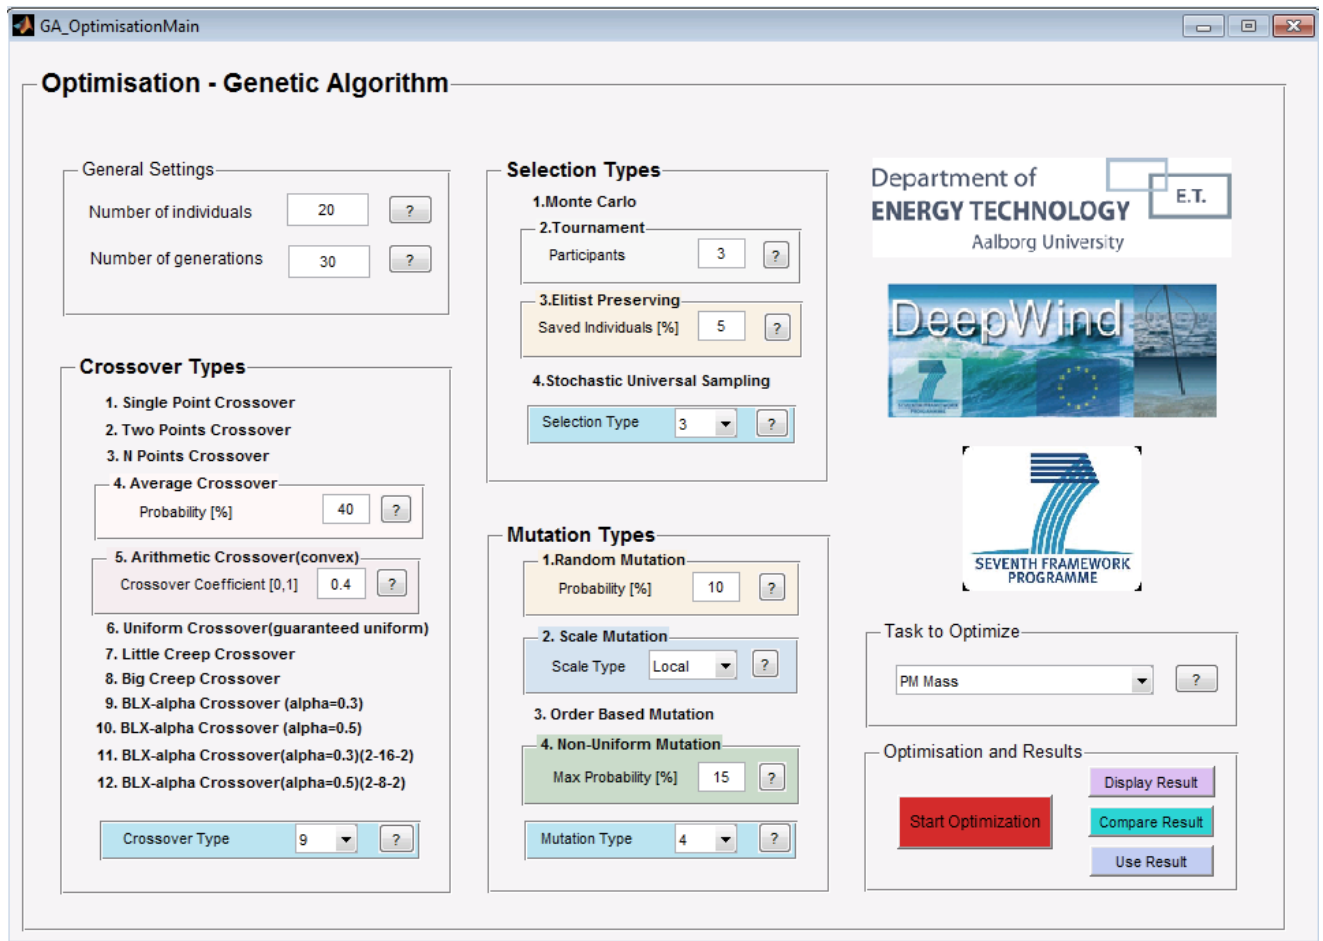 GA_OptimisationMain
Optimisation - Genetic Algorithm
General Settings
Number of individuals 20 ?
Number of generations 30 ?
Crossover Types
1. Single Point Crossover
2. Two Points Crossover
3. N Points Crossover
4. Average Crossover
Probability [%] 40 ?
5. Arithmetic Crossover(convex)
Crossover Coefficient [0,1] 0.4 ?
6. Uniform Crossover(guaranteed uniform)
7. Little Creep Crossover
8. Big Creep Crossover
9. BLX-alpha Crossover (alpha=0.3)
10. BLX-alpha Crossover (alpha=0.5)
11. BLX-alpha Crossover(alpha=0.3)(2-16-2)
12. BLX-alpha Crossover(alpha=0.5)(2-8-2)
Crossover Type 9 ?
Selection Types
1.Monte Carlo
2.Tournament
Participants 3 ?
3.Elitist Preserving
Saved Individuals [%] 5 ?
4.Stochastic Universal Sampling
Selection Type 3 ?
Mutation Types
1.Random Mutation
Probability [%] 10 ?
2. Scale Mutation
Scale Type Local ?
3. Order Based Mutation
4. Non-Uniform Mutation
Max Probability [%] 15 ?
Mutation Type 4 ?
Department of
ENERGY TECHNOLOGY
Aalborg University
E.T.
DeepWind
SEVENTH FRAMEWORK
PROGRAMME
SEVENTH FRAMEWORK
PROGRAMME
Task to Optimize
PM Mass ?
Optimisation and Results
Start Optimization
Display Result
Compare Result
Use Result